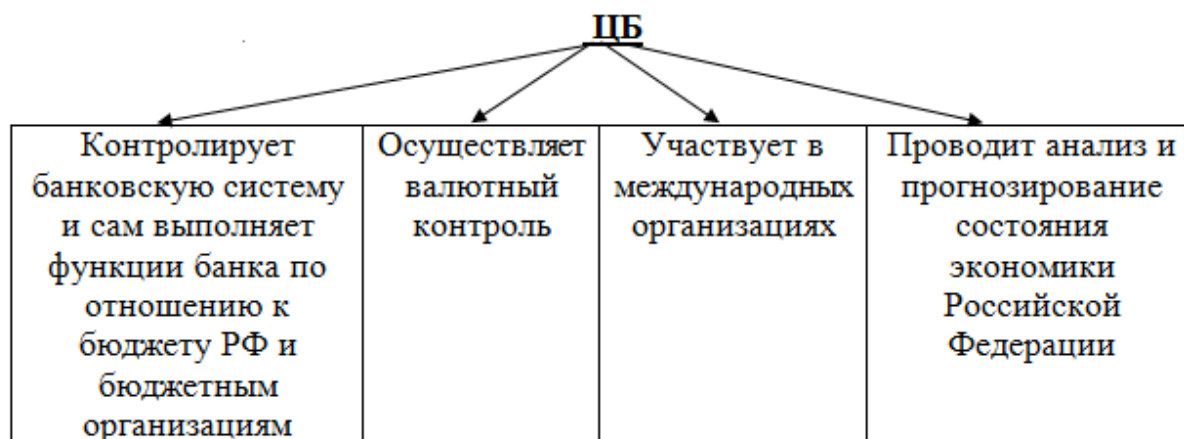 ЦБ
Контролирует
банковскую систему
и сам выполняет
функции банка по
отношению к
бюджету РФ и
бюджетным
организациям
Осуществляет
валютный
контроль
Участвует в
международных
организациях
Проводит анализ и
прогнозирование
состояния
экономики
Российской
Федерации